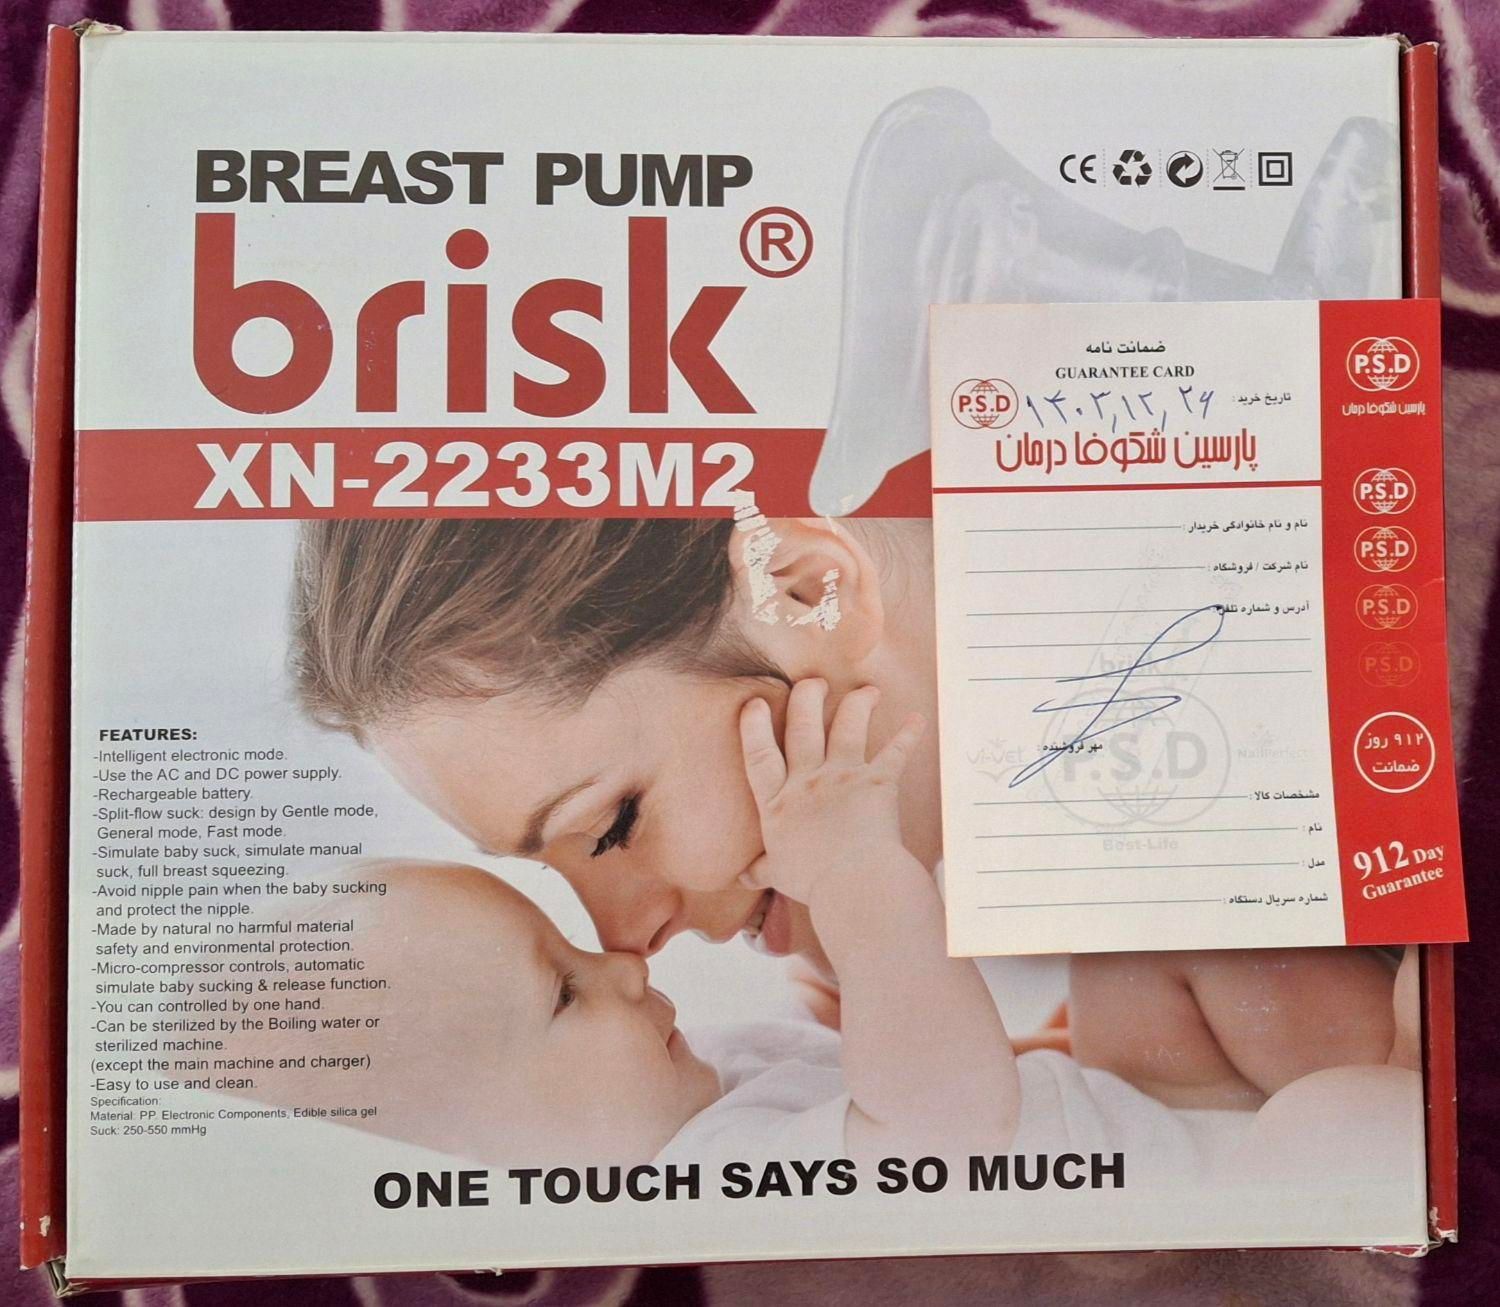 BREAST PUMP
brisk®
XN-2233M2
CE
FEATURES:
-Intelligent electronic mode.
-Use the AC and DC power supply.
-Rechargeable battery.
-Split-flow suck: design by Gentle mode,
General mode, Fast mode.
-Simulate baby suck, simulate manual
suck, full breast squeezing.
-Avoid nipple pain when the baby sucking
and protect the nipple.
-Made by natural no harmful material
safety and environmental protection.
-Micro-compressor controls, automatic
simulate baby sucking & release function.
-You can controlled by one hand.
-Can be sterilized by the Boiling water or
sterilized machine.
(except the main machine and charger)
-Easy to use and clean.
Specification:
Material: PP. Electronic Components, Edible silica gel
Suck: 250-550 mmHg
ONE TOUCH SAYS SO MUCH
ضمانت نامه
GUARANTEE CARD
تاریخ خرید: ۱۴۰۳,۱۲,۲۶
P.S.D
پارسین شکوفا درمان
نام و نام خانوادگی خریدار:
نام شرکت / فروشگاه:
آدرس و شماره تلفن:
brisk
مهر فروشنده:
Vi-vet
P.S.D
NailPerfect
مشخصات کالا:
نام:
Best-Life
مدل:
شماره سریال دستگاه:
P.S.D
پارسین شکوفا درمان
P.S.D
P.S.D
P.S.D
P.S.D
۹۱۲ روز
ضمانت
912 Day
Guarantee